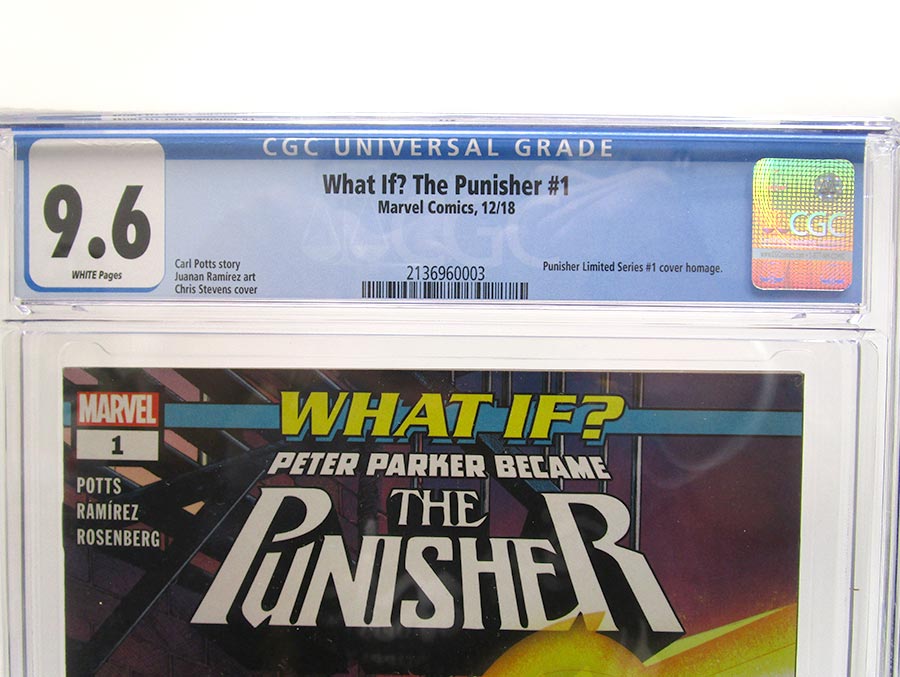 CGC UNIVERSAL GRADE
9.6
WHITE Pages
What If? The Punisher #1
Marvel Comics, 12/18
Carl Potts story
Juanan Ramírez art
Chris Stevens cover
2136960003
Punisher Limited Series #1 cover homage.
CGC
CGC
MARVEL
1
POTTS
RAMÍREZ
ROSENBERG
WHAT IF?
PETER PARKER BECAME
THE
PUNISHER